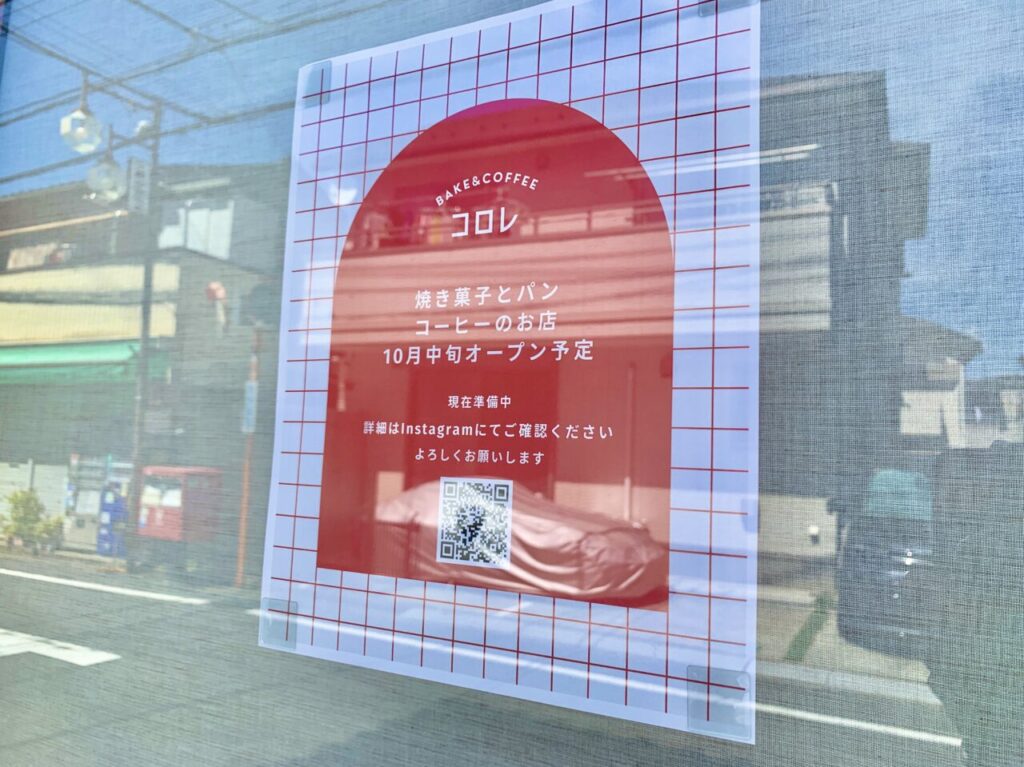 BAKE&COFFEE
コロレ
焼き菓子とパン
コーヒーのお店
10月中旬オープン予定
現在準備中
詳細はInstagramにてご確認ください
よろしくお願いします